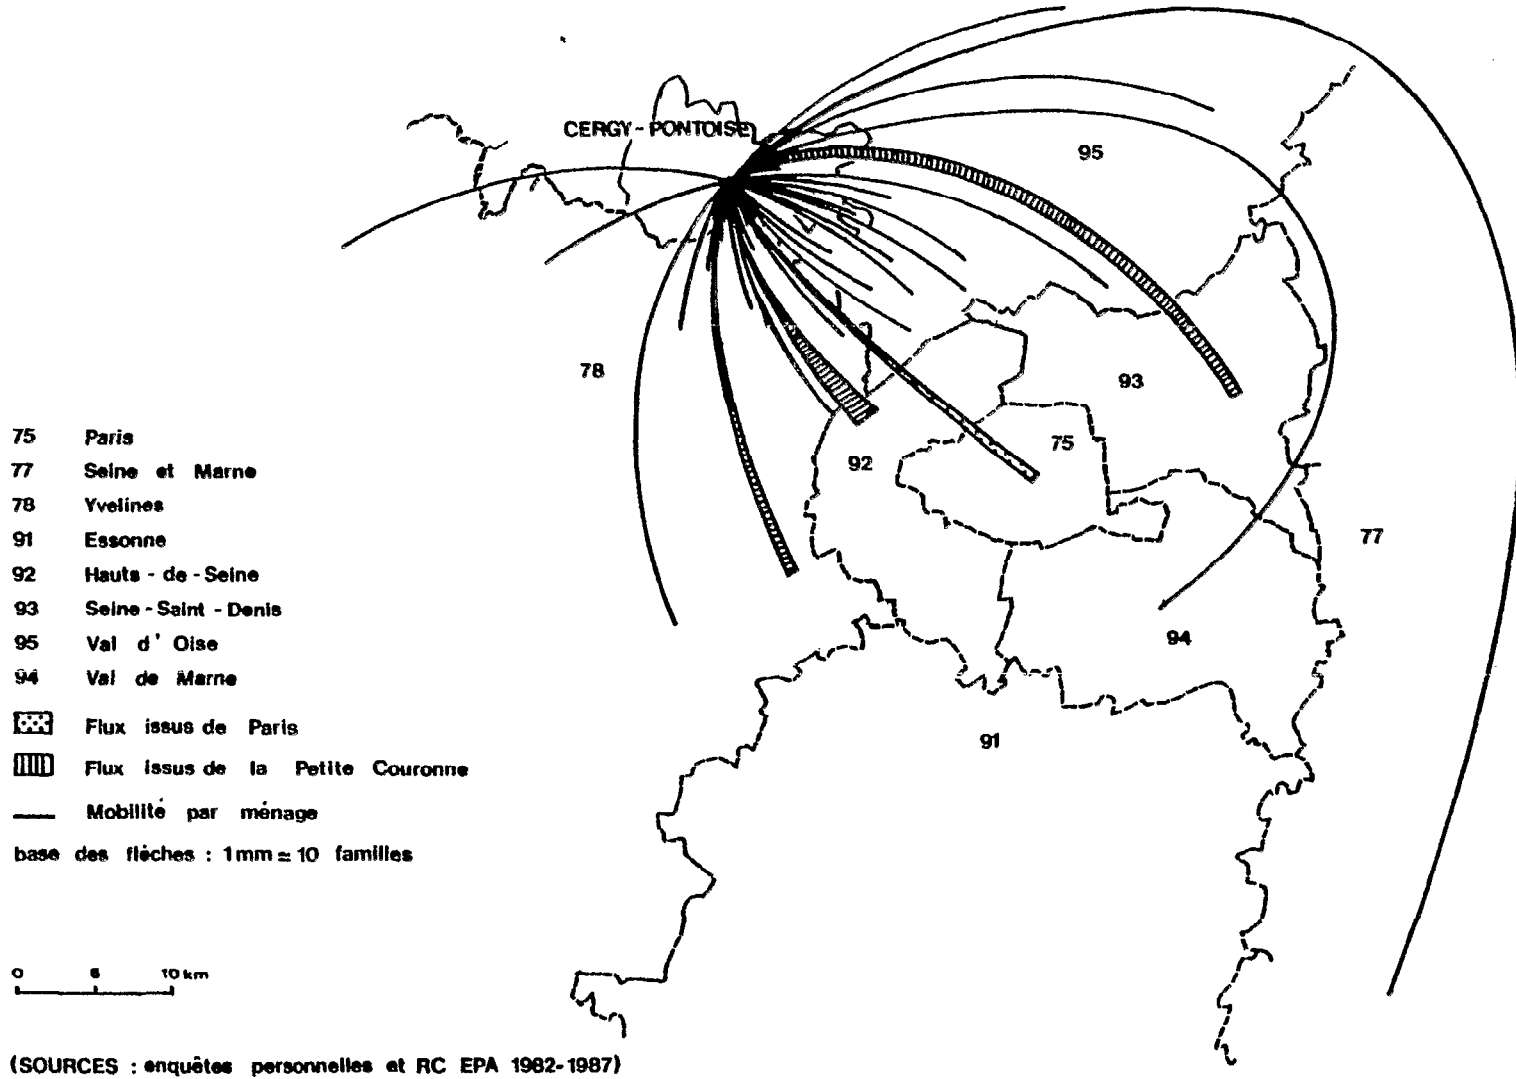 CERGY-PONTOISE
95
78
93
75
92
77
94
91
75 Paris
77 Seine et Marne
78 Yvelines
91 Essonne
92 Hauts-de-Seine
93 Seine-Saint-Denis
95 Val d'Oise
94 Val de Marne
Flux issus de Paris
Flux issus de la Petite Couronne
Mobilité par ménage
base des flèches : 1mm ≃ 10 familles
0 5 10 km
(SOURCES : enquêtes personnelles et RC EPA 1982-1987)